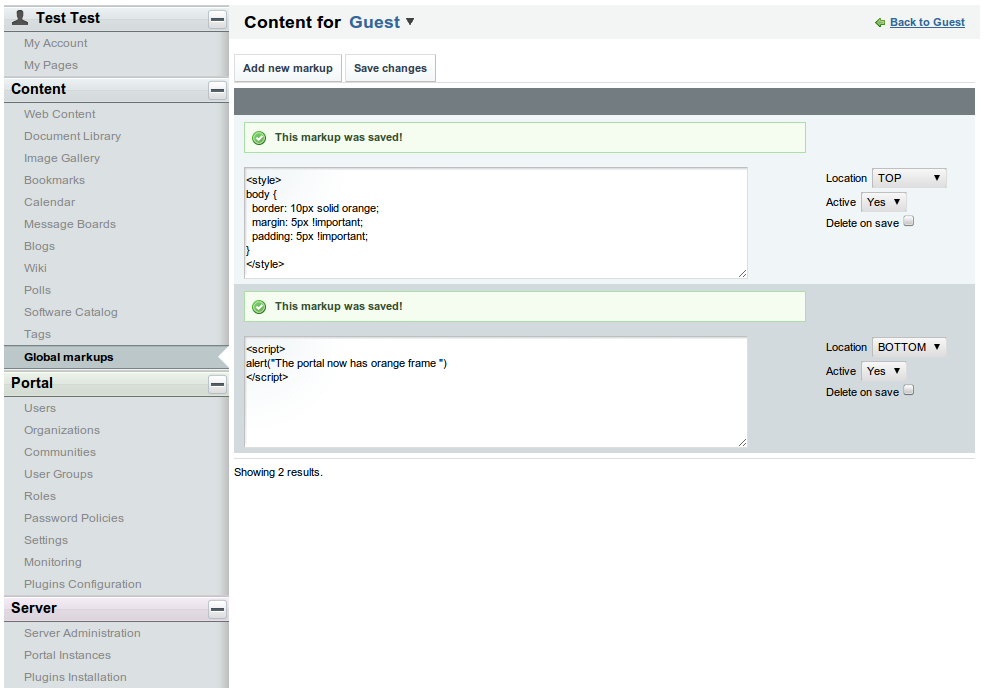 Test Test
My Account
My Pages
Content
Web Content
Document Library
Image Gallery
Bookmarks
Calendar
Message Boards
Blogs
Wiki
Polls
Software Catalog
Tags
Global markups
Portal
Users
Organizations
Communities
User Groups
Roles
Password Policies
Settings
Monitoring
Plugins Configuration
Server
Server Administration
Portal Instances
Plugins Installation
Content for Guest
Back to Guest
Add new markup
Save changes
This markup was saved!
<style>
body {
border: 10px solid orange;
margin: 5px !important;
padding: 5px !important;
}
</style>
Location TOP
Active Yes
Delete on save
This markup was saved!
<script>
alert("The portal now has orange frame ")
</script>
Location BOTTOM
Active Yes
Delete on save
Showing 2 results.